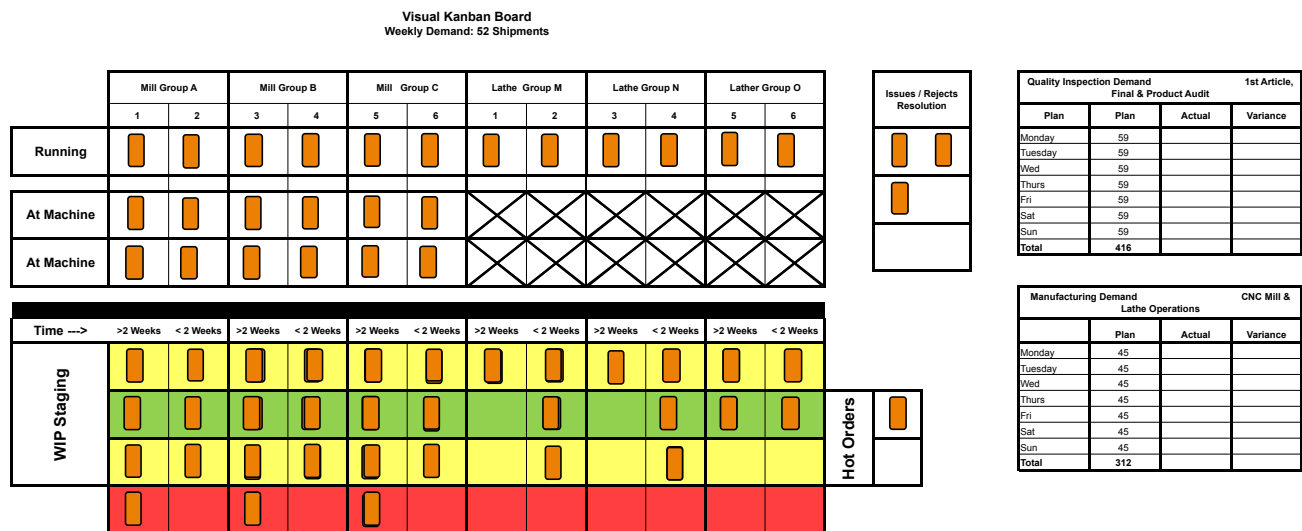 Visual Kanban Board
Weekly Demand: 52 Shipments
Mill Group A Mill Group B Mill Group C Lathe Group M Lathe Group N Lather Group O
1 2 3 4 5 6 1 2 3 4 5 6
Running
At Machine
At Machine
Issues / Rejects
Resolution
Time ---> >2 Weeks < 2 Weeks >2 Weeks < 2 Weeks >2 Weeks < 2 Weeks >2 Weeks < 2 Weeks >2 Weeks < 2 Weeks >2 Weeks < 2 Weeks
WIP Staging
Hot Orders
Quality Inspection Demand 1st Article,
Final & Product Audit
Plan Plan Actual Variance
Monday 59
Tuesday 59
Wed 59
Thurs 59
Fri 59
Sat 59
Sun 59
Total 416
Manufacturing Demand CNC Mill &
Lathe Operations
Plan Actual Variance
Monday 45
Tuesday 45
Wed 45
Thurs 45
Fri 45
Sat 45
Sun 45
Total 312